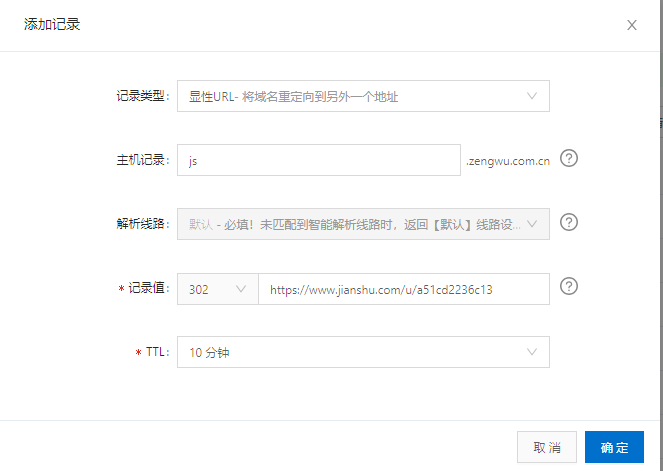 添加记录
记录类型: 显性URL- 将域名重定向到另外一个地址
主机记录: js .zengwu.com.cn
解析线路: 默认 - 必填！未匹配到智能解析线路时，返回【默认】线路设...
* 记录值: 302 https://www.jianshu.com/u/a51cd2236c13
* TTL: 10 分钟
取 消 确 定